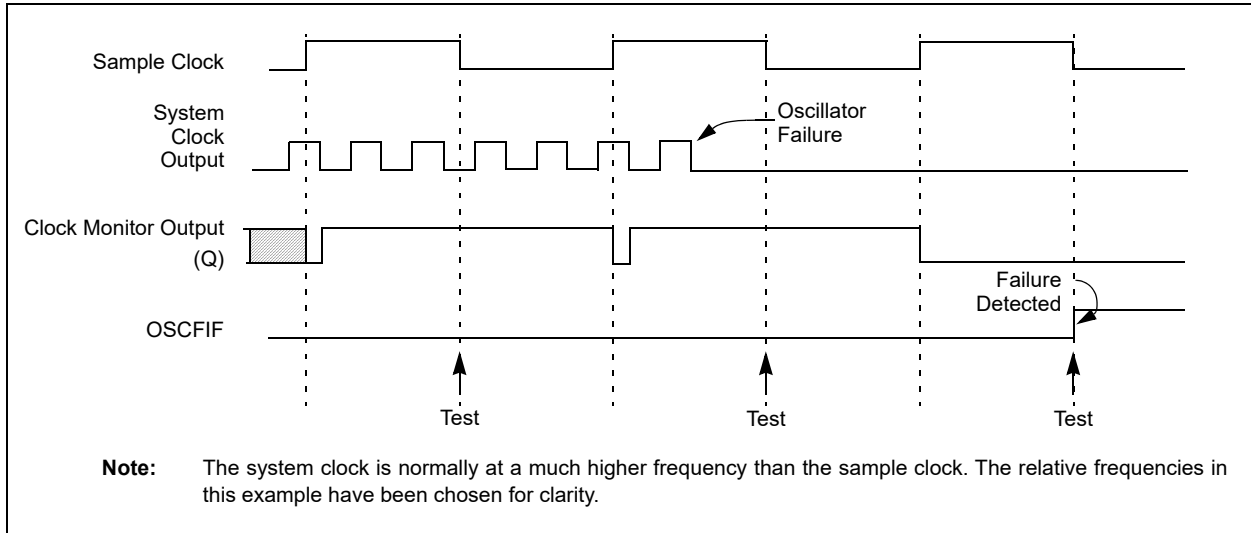 Sample Clock
System
Clock
Output
Oscillator
Failure
Clock Monitor Output
(Q)
Failure
Detected
OSCFIF
Test
Test
Test
Note: The system clock is normally at a much higher frequency than the sample clock. The relative frequencies in
this example have been chosen for clarity.